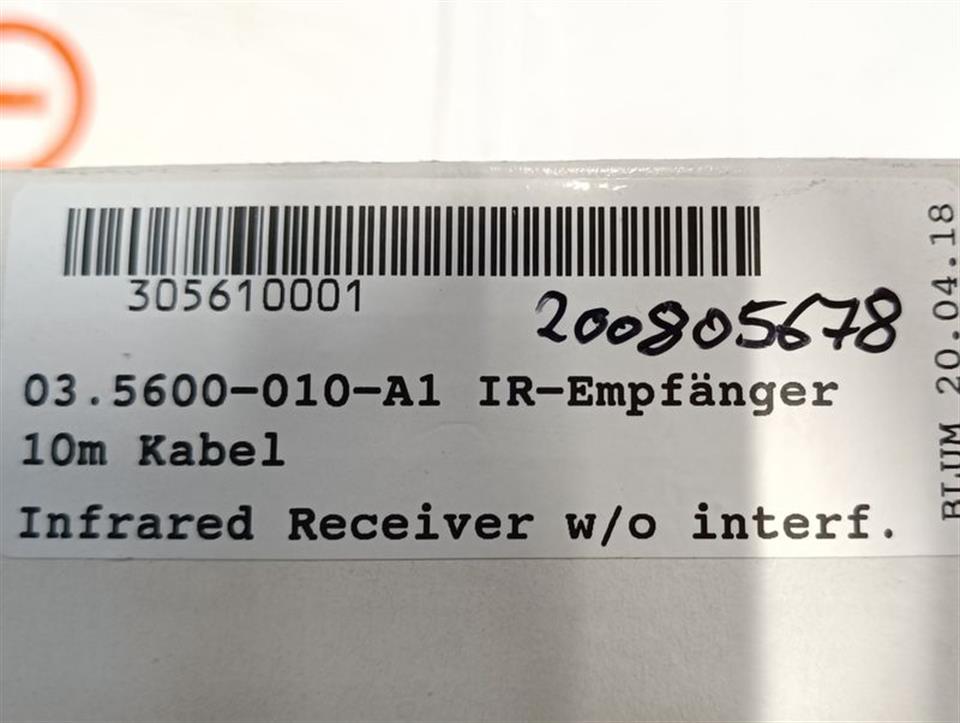 305610001
200805678
03.5600-010-A1 IR-Empfänger
10m Kabel
Infrared Receiver w/o interf.
BLUM 20.04.18